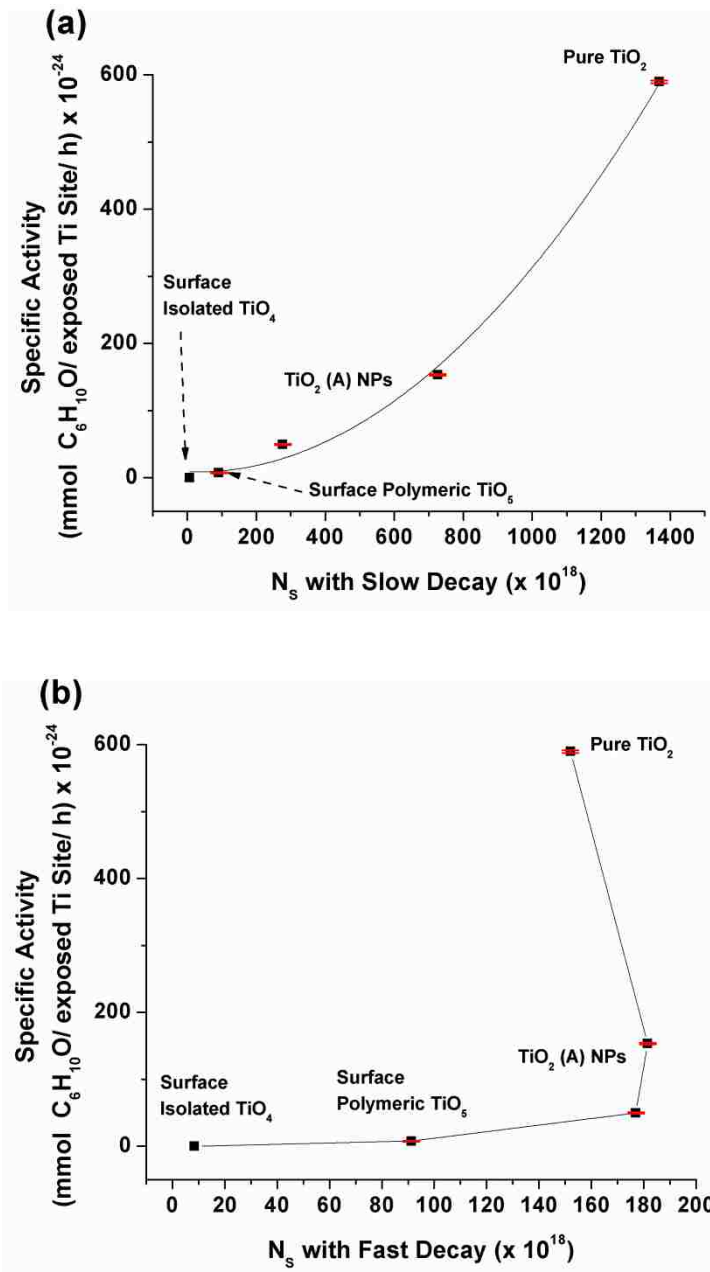 (a)
Pure TiO₂
600
400
200
0
Specific Activity
(mmol C₆H₁₀O/ exposed Ti Site/ h) x 10⁻²⁴
Surface
Isolated TiO₄
TiO₂ (A) NPs
Surface Polymeric TiO₅
0 200 400 600 800 1000 1200 1400
Nₛ with Slow Decay (x 10¹⁸)
(b)
600
400
200
0
Specific Activity
(mmol C₆H₁₀O/ exposed Ti Site/ h) x 10⁻²⁴
Pure TiO₂
TiO₂ (A) NPs
Surface
Isolated TiO₄
Surface
Polymeric TiO₅
0 20 40 60 80 100 120 140 160 180 200
Nₛ with Fast Decay (x 10¹⁸)